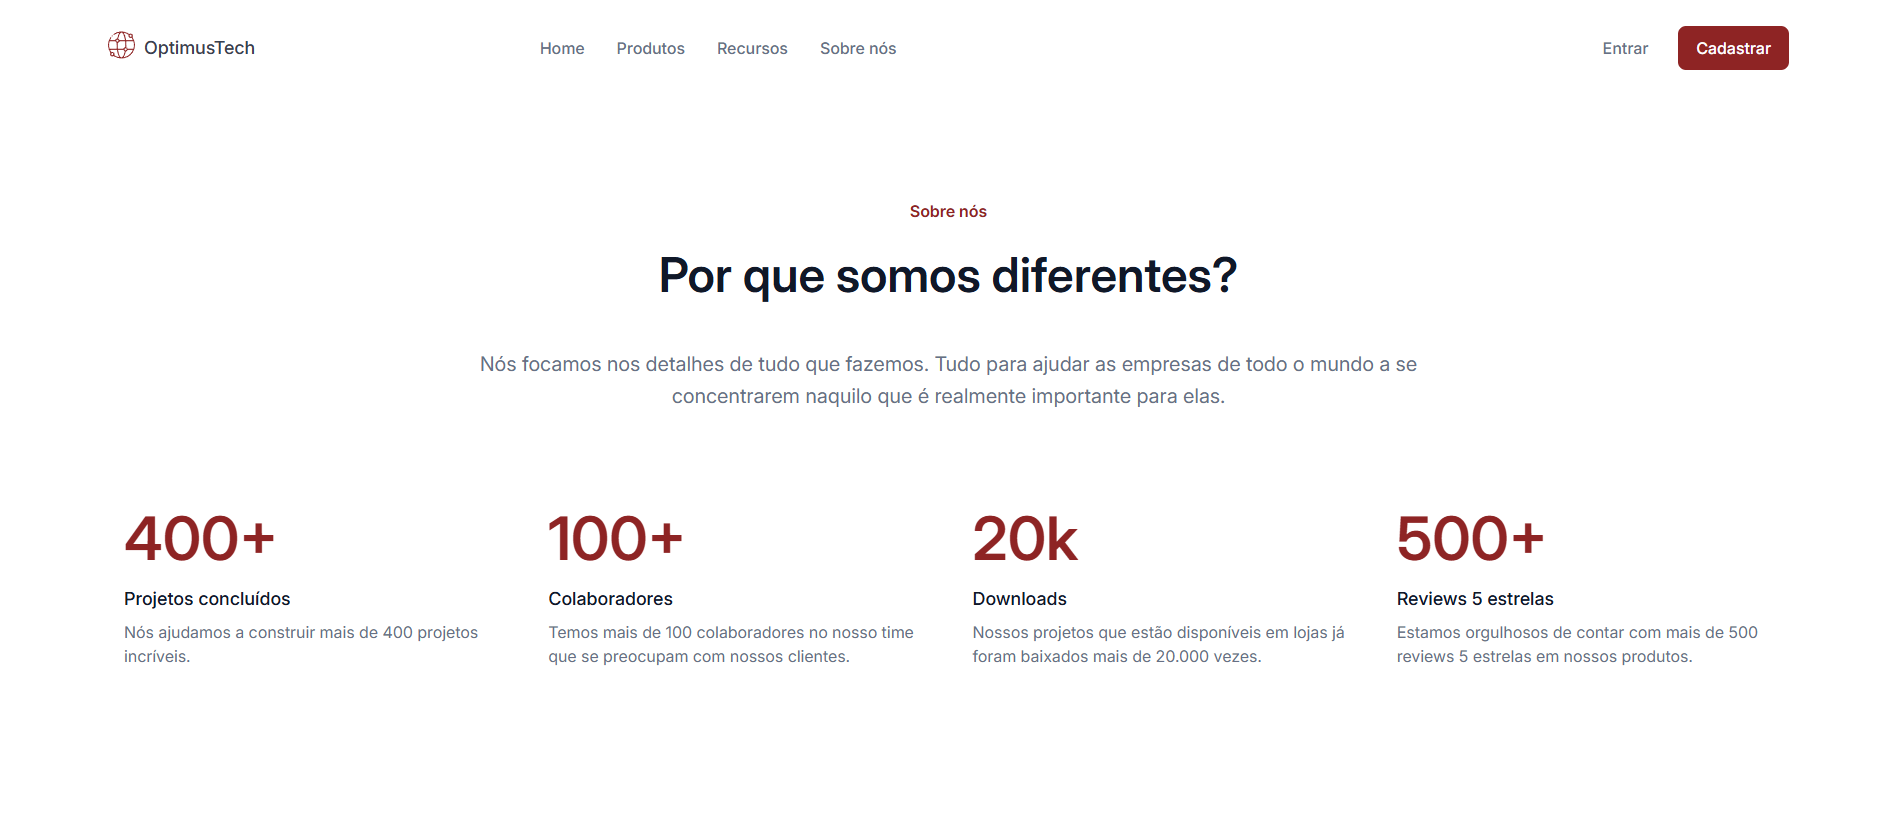 OptimusTech
Home
Produtos
Recursos
Sobre nós
Entrar
Cadastrar
Sobre nós
Por que somos diferentes?
Nós focamos nos detalhes de tudo que fazemos. Tudo para ajudar as empresas de todo o mundo a se
concentrarem naquilo que é realmente importante para elas.
400+
Projetos concluídos
Nós ajudamos a construir mais de 400 projetos
incríveis.
100+
Colaboradores
Temos mais de 100 colaboradores no nosso time
que se preocupam com nossos clientes.
20k
Downloads
Nossos projetos que estão disponíveis em lojas já
foram baixados mais de 20.000 vezes.
500+
Reviews 5 estrelas
Estamos orgulhosos de contar com mais de 500
reviews 5 estrelas em nossos produtos.